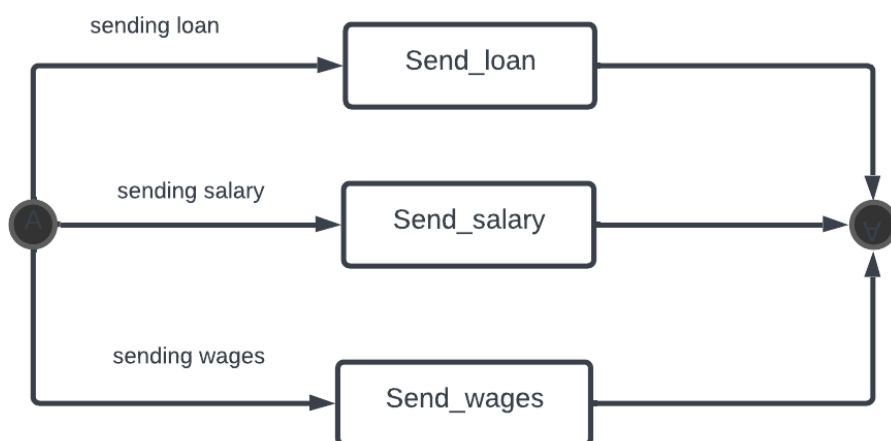 sending loan
Send_loan
sending salary
A
Send_salary
A
sending wages
Send_wages